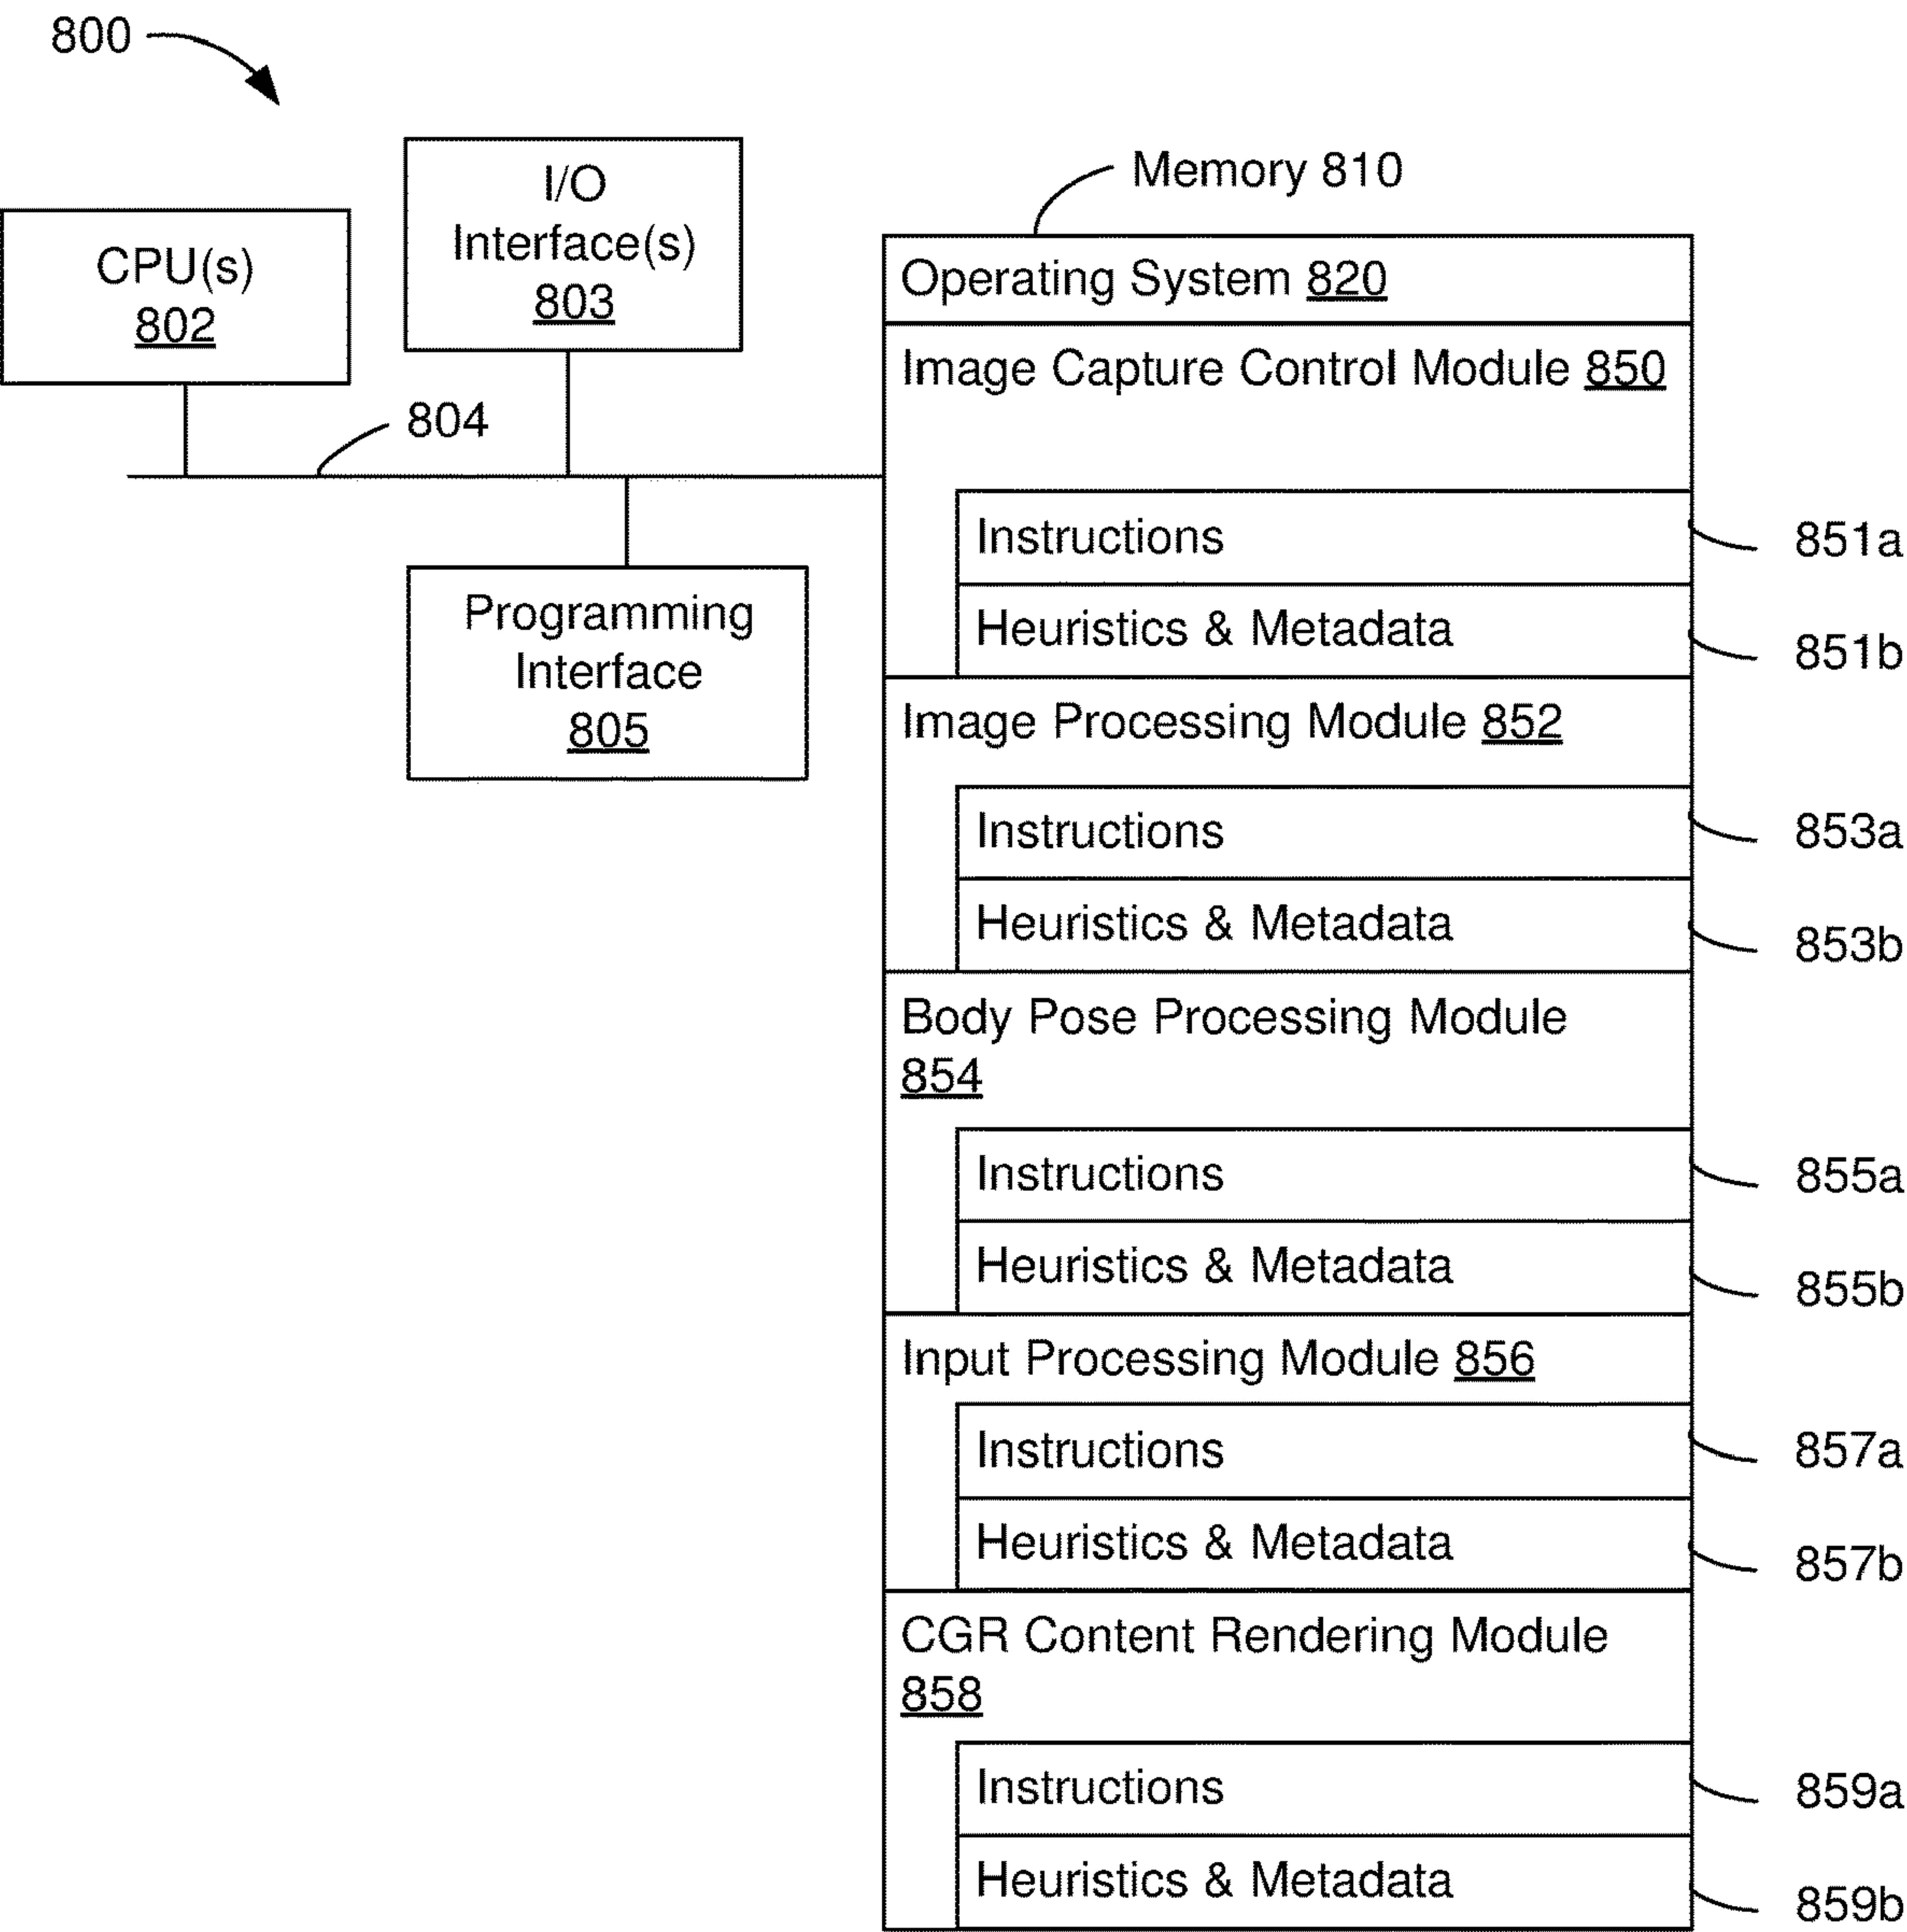 800
I/O
Interface(s)
803
CPU(s)
802
804
Programming
Interface
805
Memory 810
Operating System 820
Image Capture Control Module 850
Instructions
851a
Heuristics & Metadata
851b
Image Processing Module 852
Instructions
853a
Heuristics & Metadata
853b
Body Pose Processing Module
854
Instructions
855a
Heuristics & Metadata
855b
Input Processing Module 856
Instructions
857a
Heuristics & Metadata
857b
CGR Content Rendering Module
858
Instructions
859a
Heuristics & Metadata
859b